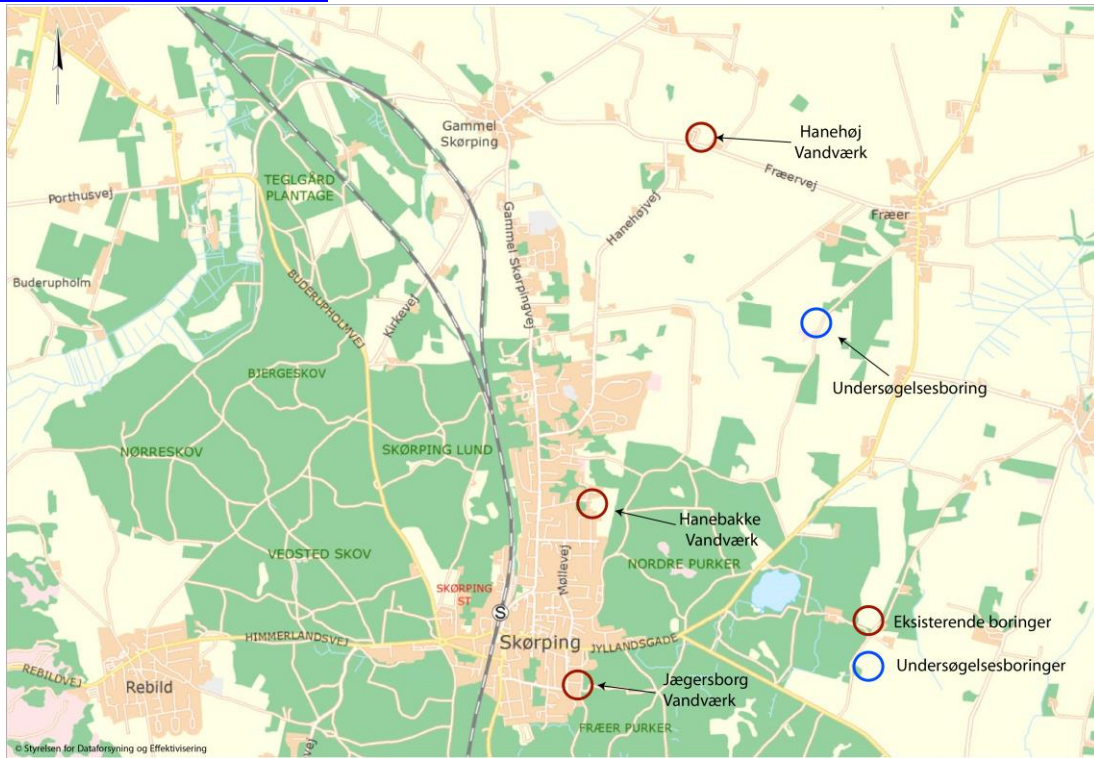 Gammel
Skørping
Hanehøj
Vandværk
Fræervej
TEGLGÅRD
PLANTAGE
Porthusvej
Hanehøjvej
Fræer
Gammel Skørpingvej
Buderupholm
BUDERUPHOLMVEJ
Kirkevej
Undersøgelsesboring
BJERGESKOV
NØRRESKOV
SKØRPING LUND
Hanebakke
Vandværk
VEDSTED SKOV
Møllevej
NORDRE PURKER
SKØRPING
ST
S
Eksisterende boringer
HIMMERLANDSVEJ
Skørping
JYLLANDSGADE
Undersøgelsesboringer
REBILDVEJ
Rebild
Jægersborg
Vandværk
FRÆER PURKER
vej
© Styrelsen for Dataforsyning og Effektivisering